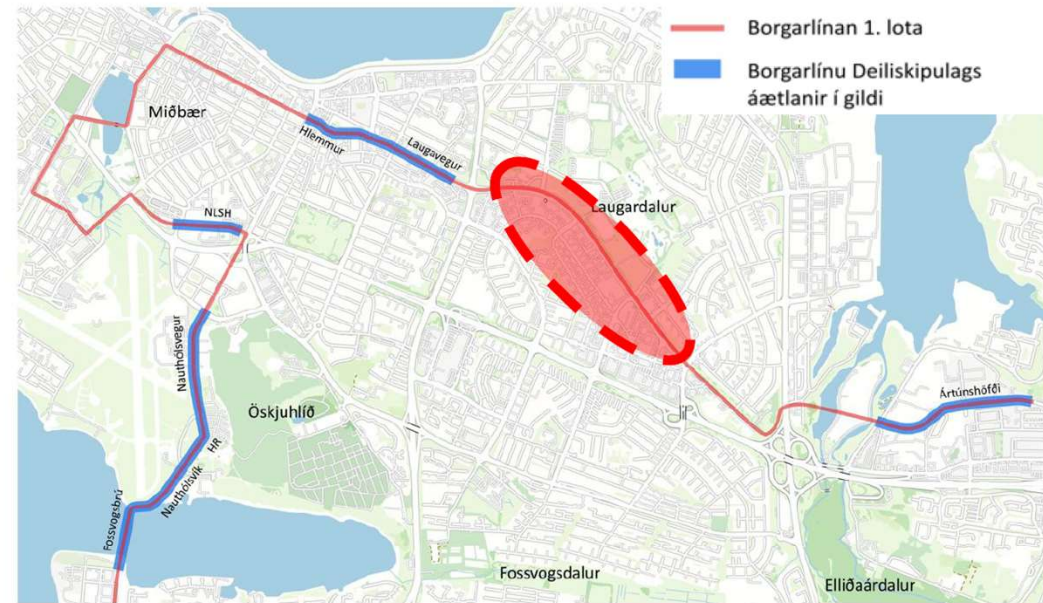 Borgarlínan 1. lota
Borgarlínu Deiliskipulags
áætlanir í gildi
Miðbær
Hlemmur
Laugavegur
Laugardalur
NLSH
Nauthólsvegur
Öskjuhlíð
HR
Nauthólsvík
Fossvogsbrú
Ártúnshöfði
Fossvogsdalur
Elliðaárdalur